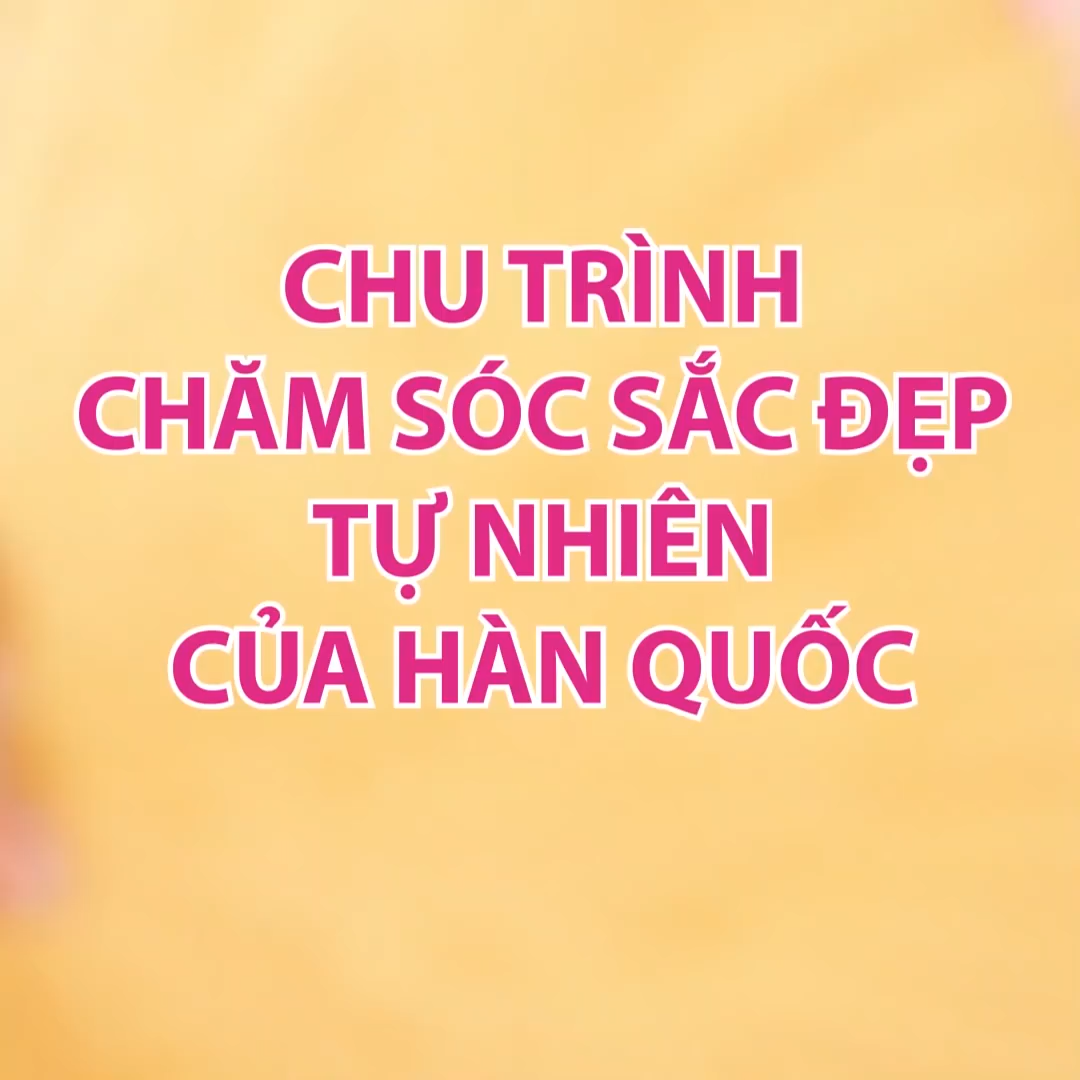 CHU TRÌNH
CHĂM SÓC SẮC ĐẸP
TỰ NHIÊN
CỦA HÀN QUỐC